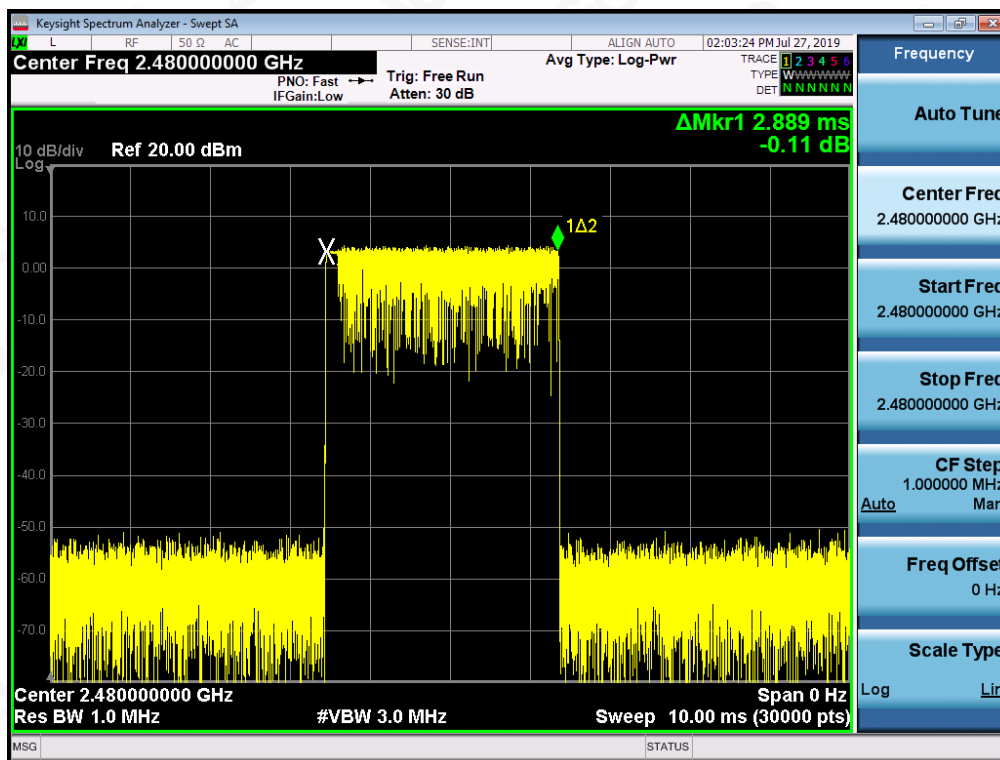 Keysight Spectrum Analyzer - Swept SA
LXI L RF 50 Ω AC SENSE:INT ALIGN AUTO 02:03:24 PM Jul 27, 2019
Center Freq 2.480000000 GHz
PNO: Fast
IFGain:Low
Trig: Free Run
Atten: 30 dB
Avg Type: Log-Pwr
TRACE 1 2 3 4 5 6
TYPE WWWWWW
DET N N N N N N
ΔMkr1 2.889 ms
-0.11 dB
10 dB/div Ref 20.00 dBm
Log
10.0
0.00
-10.0
-20.0
-30.0
-40.0
-50.0
-60.0
-70.0
X
1Δ2
Center 2.480000000 GHz Span 0 Hz
Res BW 1.0 MHz #VBW 3.0 MHz Sweep 10.00 ms (30000 pts)
MSG STATUS
Frequency
Auto Tune
Center Freq
2.480000000 GHz
Start Freq
2.480000000 GHz
Stop Freq
2.480000000 GHz
CF Step
1.000000 MHz
Auto Man
Freq Offset
0 Hz
Scale Type
Log Lin